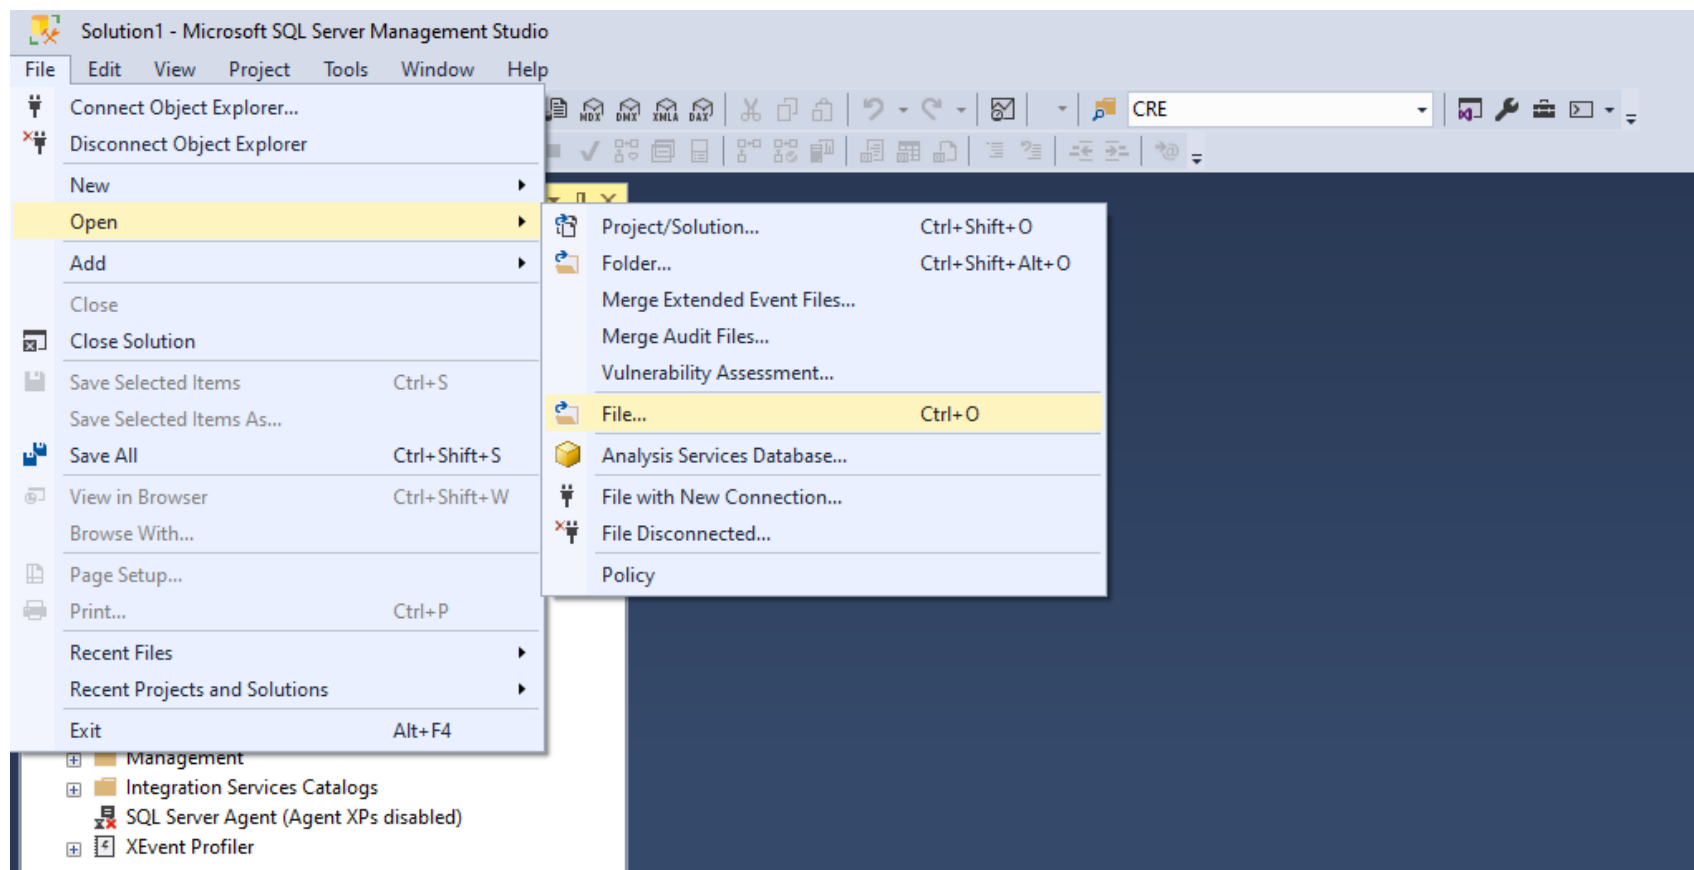 Solution1 - Microsoft SQL Server Management Studio
File Edit View Project Tools Window Help
MDX DMX XMLA DAX CRE
Connect Object Explorer...
Disconnect Object Explorer
New
Open
Add
Close
Close Solution
Save Selected Items Ctrl+S
Save Selected Items As...
Save All Ctrl+Shift+S
View in Browser Ctrl+Shift+W
Browse With...
Page Setup...
Print... Ctrl+P
Recent Files
Recent Projects and Solutions
Exit Alt+F4
Project/Solution... Ctrl+Shift+O
Folder... Ctrl+Shift+Alt+O
Merge Extended Event Files...
Merge Audit Files...
Vulnerability Assessment...
File... Ctrl+O
Analysis Services Database...
File with New Connection...
File Disconnected...
Policy
Management
Integration Services Catalogs
SQL Server Agent (Agent XPs disabled)
XEvent Profiler